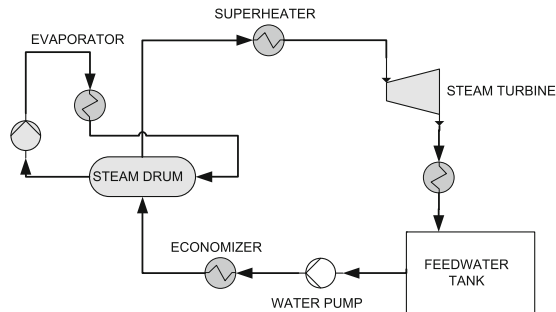 SUPERHEATER
EVAPORATOR
STEAM TURBINE
STEAM DRUM
ECONOMIZER
FEEDWATER
TANK
WATER PUMP